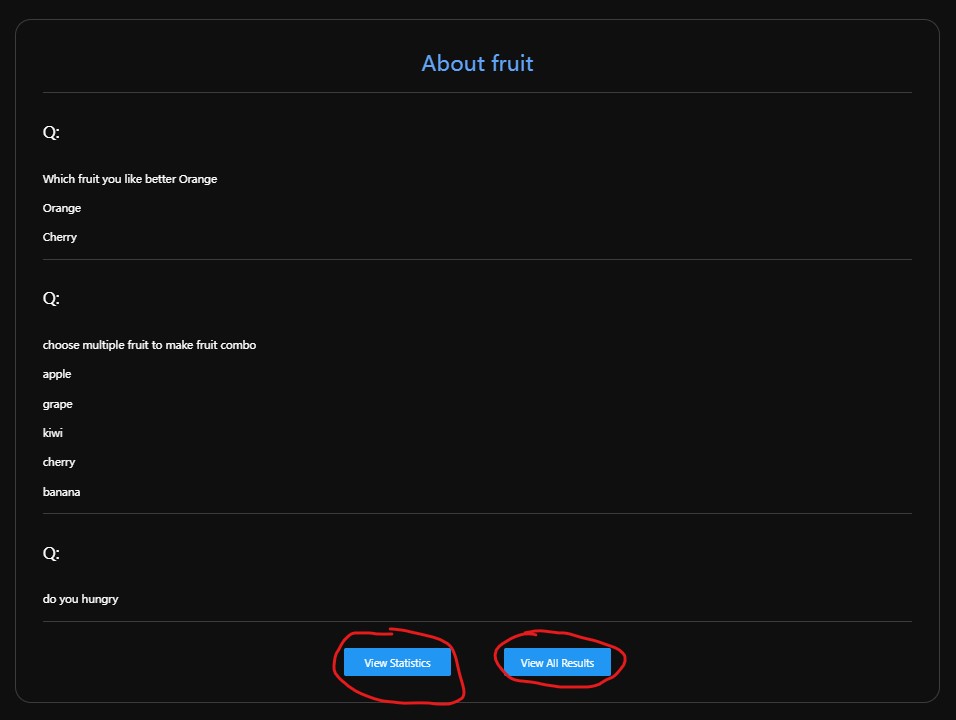 About fruit
Q:
Which fruit you like better Orange
Orange
Cherry
Q:
choose multiple fruit to make fruit combo
apple
grape
kiwi
cherry
banana
Q:
do you hungry
View Statistics
View All Results